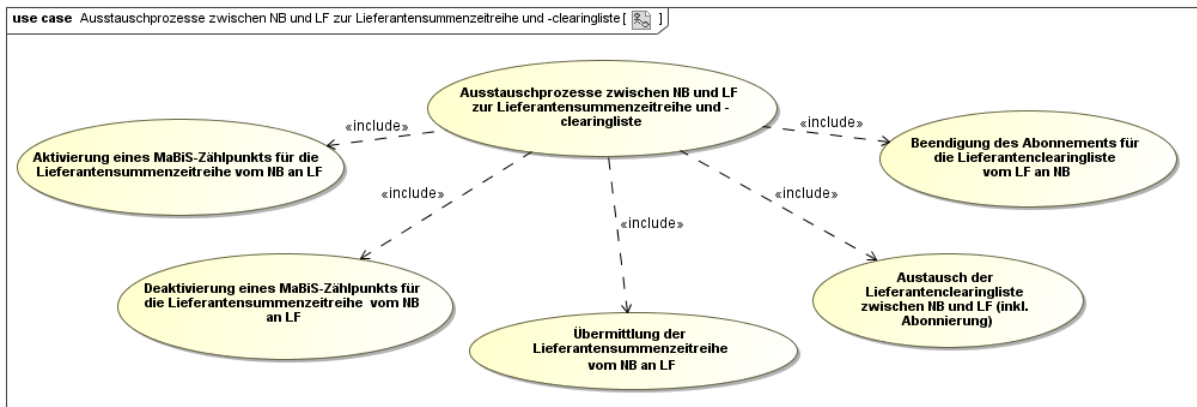 use case Ausstauschprozesse zwischen NB und LF zur Lieferantensummenzeitreihe und -clearingliste [ ]
Ausstauschprozesse zwischen NB und LF
zur Lieferantensummenzeitreihe und -
clearingliste
«include»
«include»
«include»
«include»
«include»
Aktivierung eines MaBiS-Zählpunkts für die
Lieferantensummenzeitreihe vom NB an LF
Beendigung des Abonnements für
die Lieferantenclearingliste
vom LF an NB
Deaktivierung eines MaBiS-Zählpunkts für
die Lieferantensummenzeitreihe vom NB
an LF
Austausch der
Lieferantenclearingliste
zwischen NB und LF (inkl.
Abonnierung)
Übermittlung der
Lieferantensummenzeitreihe
vom NB an LF